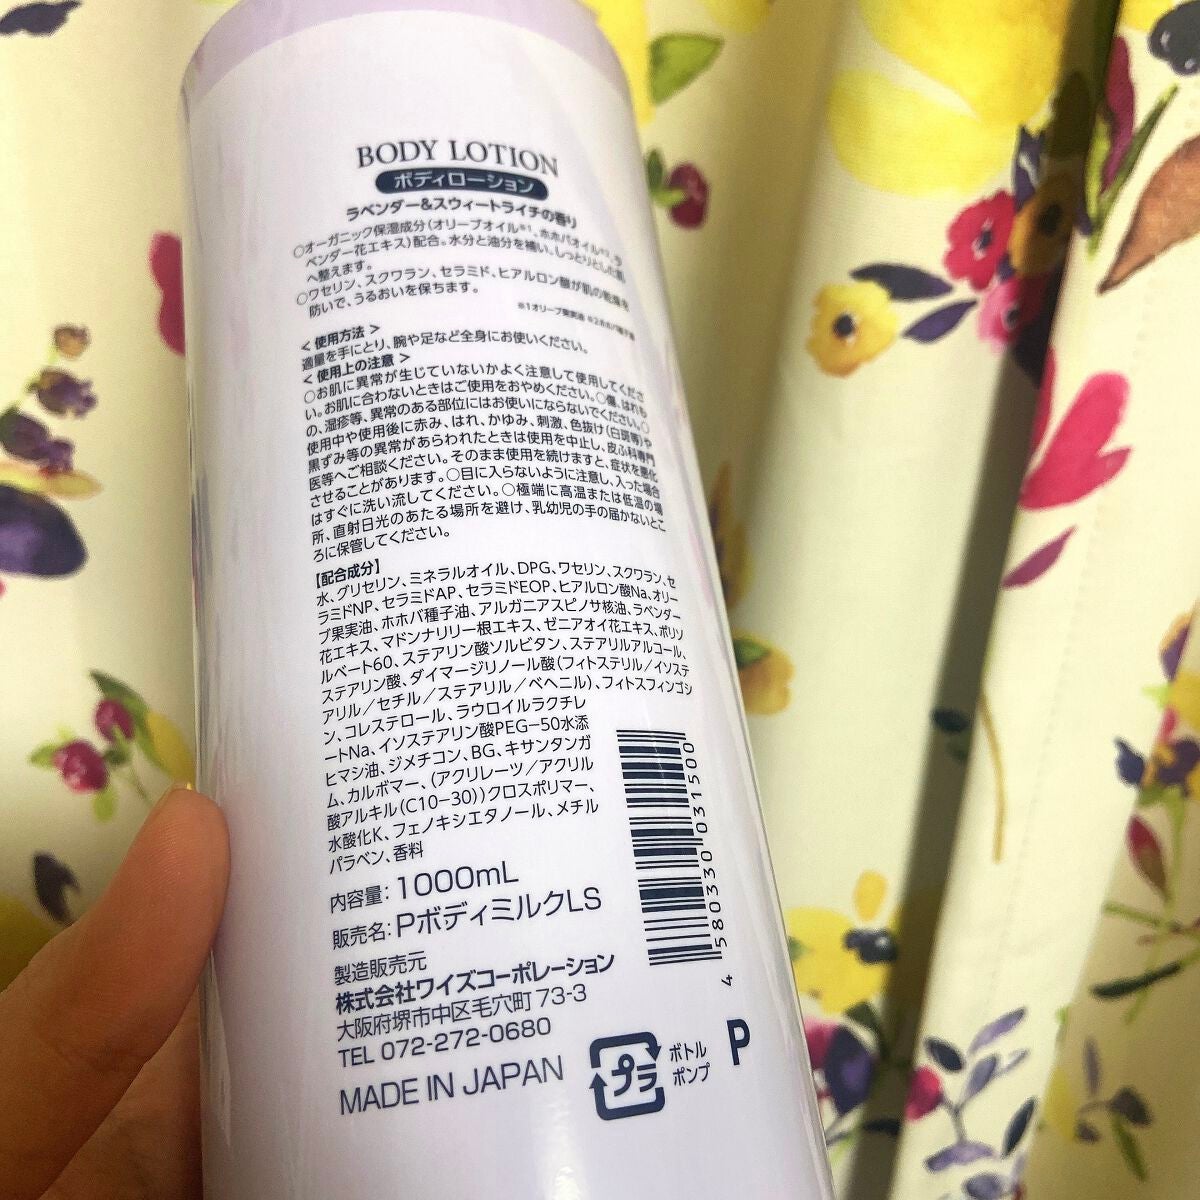 BODY LOTION
ボディローション
ラベンダー&スウィートライチの香り
○オーガニック保湿成分(オリーブオイル※1、ホホバオイル※2、ラ
ベンダー花エキス)配合。水分と油分を補い、しっとりとした肌
へ整えます。
○ワセリン、スクワラン、セラミド、ヒアルロン酸が肌の乾燥を
防いで、うるおいを保ちます。
※1オリーブ果実油 ※2ホホバ種子油
< 使用方法 >
適量を手にとり、腕や足など全身にお使いください。
< 使用上の注意 >
○お肌に異常が生じていないかよく注意して使用してくださ
い。お肌に合わないときはご使用をおやめください。○傷、はれも
の、湿疹等、異常のある部位にはお使いにならないでください。○
使用中や使用後に赤み、はれ、かゆみ、刺激、色抜け(白斑等)や
黒ずみ等の異常があらわれたときは使用を中止し、皮ふ科専門
医等へご相談ください。そのまま使用を続けますと、症状を悪化
させることがあります。○目に入らないように注意し、入った場合
はすぐに洗い流してください。○極端に高温または低温の場
所、直射日光のあたる場所を避け、乳幼児の手の届かないとこ
ろに保管してください。
【配合成分】
水、グリセリン、ミネラルオイル、DPG、ワセリン、スクワラン、セ
ラミドNP、セラミドAP、セラミドEOP、ヒアルロン酸Na、オリー
ブ果実油、ホホバ種子油、アルガニアスピノサ核油、ラベンダー
花エキス、マドンナリリー根エキス、ゼニアオイ花エキス、ポリソ
ルベート60、ステアリン酸ソルビタン、ステアリルアルコール、
ステアリン酸、ダイマージリノール酸(フィトステリル/イソステ
アリル/セチル/ステアリル/ベヘニル)、フィトスフィンゴシ
ン、コレステロール、ラウロイルラクチレ
ートNa、イソステアリン酸PEG-50水添
ヒマシ油、ジメチコン、BG、キサンタンガ
ム、カルボマー、(アクリレーツ/アクリル
酸アルキル(C10-30))クロスポリマー、
水酸化K、フェノキシエタノール、メチル
パラベン、香料
内容量: 1000mL
販売名: PボディミルクLS
製造販売元
株式会社ワイズコーポレーション
大阪府堺市中区毛穴町 73-3
TEL 072-272-0680
MADE IN JAPAN
プラ
ボトル
ポンプ
P
4 580330 031500